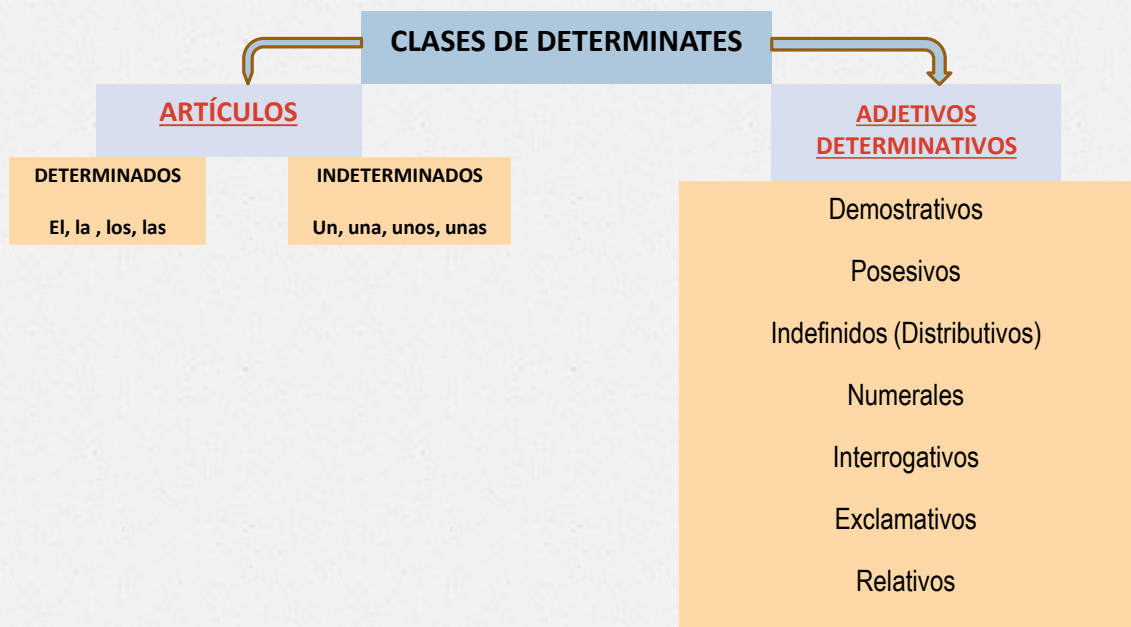 CLASES DE DETERMINATES
ARTÍCULOS
DETERMINADOS
El, la , los, las
INDETERMINADOS
Un, una, unos, unas
ADJETIVOS
DETERMINATIVOS
Demostrativos
Posesivos
Indefinidos (Distributivos)
Numerales
Interrogativos
Exclamativos
Relativos